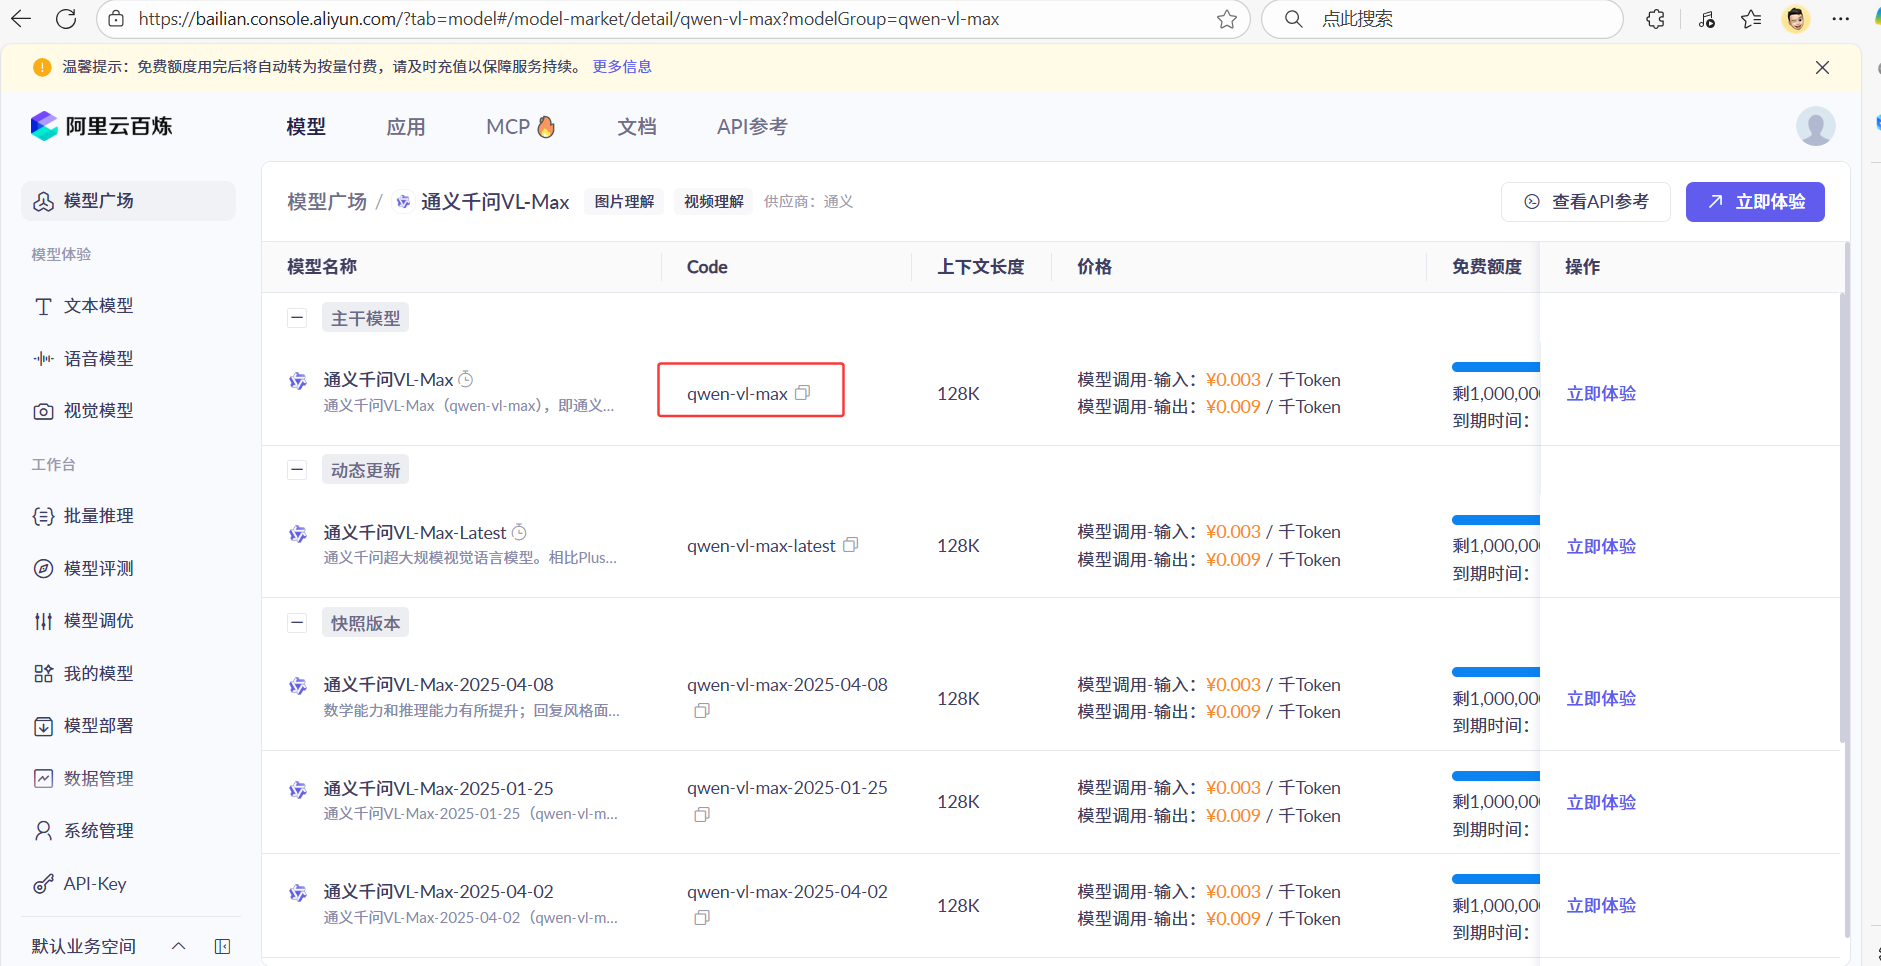 https://bailian.console.aliyun.com/?tab=model#/model-market/detail/qwen-vl-max?modelGroup=qwen-vl-max
点此搜索
温馨提示：免费额度用完后将自动转为按量付费，请及时充值以保障服务持续。 更多信息
阿里云百炼
模型 应用 MCP 文档 API参考
模型广场
模型体验
文本模型
语音模型
视觉模型
工作台
批量推理
模型评测
模型调优
我的模型
模型部署
数据管理
系统管理
API-Key
默认业务空间
模型广场 / 通义千问VL-Max 图片理解 视频理解 供应商：通义
查看API参考 立即体验
模型名称 Code 上下文长度 价格 免费额度 操作
主干模型
通义千问VL-Max
通义千问VL-Max（qwen-vl-max），即通义...
qwen-vl-max
128K
模型调用-输入：¥0.003 / 千Token
模型调用-输出：¥0.009 / 千Token
剩1,000,000
到期时间：
立即体验
动态更新
通义千问VL-Max-Latest
通义千问超大规模视觉语言模型。相比Plus...
qwen-vl-max-latest
128K
模型调用-输入：¥0.003 / 千Token
模型调用-输出：¥0.009 / 千Token
剩1,000,000
到期时间：
立即体验
快照版本
通义千问VL-Max-2025-04-08
数学能力和推理能力有所提升；回复风格面...
qwen-vl-max-2025-04-08
128K
模型调用-输入：¥0.003 / 千Token
模型调用-输出：¥0.009 / 千Token
剩1,000,000
到期时间：
立即体验
通义千问VL-Max-2025-01-25
通义千问VL-Max-2025-01-25（qwen-vl-m...
qwen-vl-max-2025-01-25
128K
模型调用-输入：¥0.003 / 千Token
模型调用-输出：¥0.009 / 千Token
剩1,000,000
到期时间：
立即体验
通义千问VL-Max-2025-04-02
通义千问VL-Max-2025-04-02（qwen-vl-m...
qwen-vl-max-2025-04-02
128K
模型调用-输入：¥0.003 / 千Token
模型调用-输出：¥0.009 / 千Token
剩1,000,000
到期时间：
立即体验